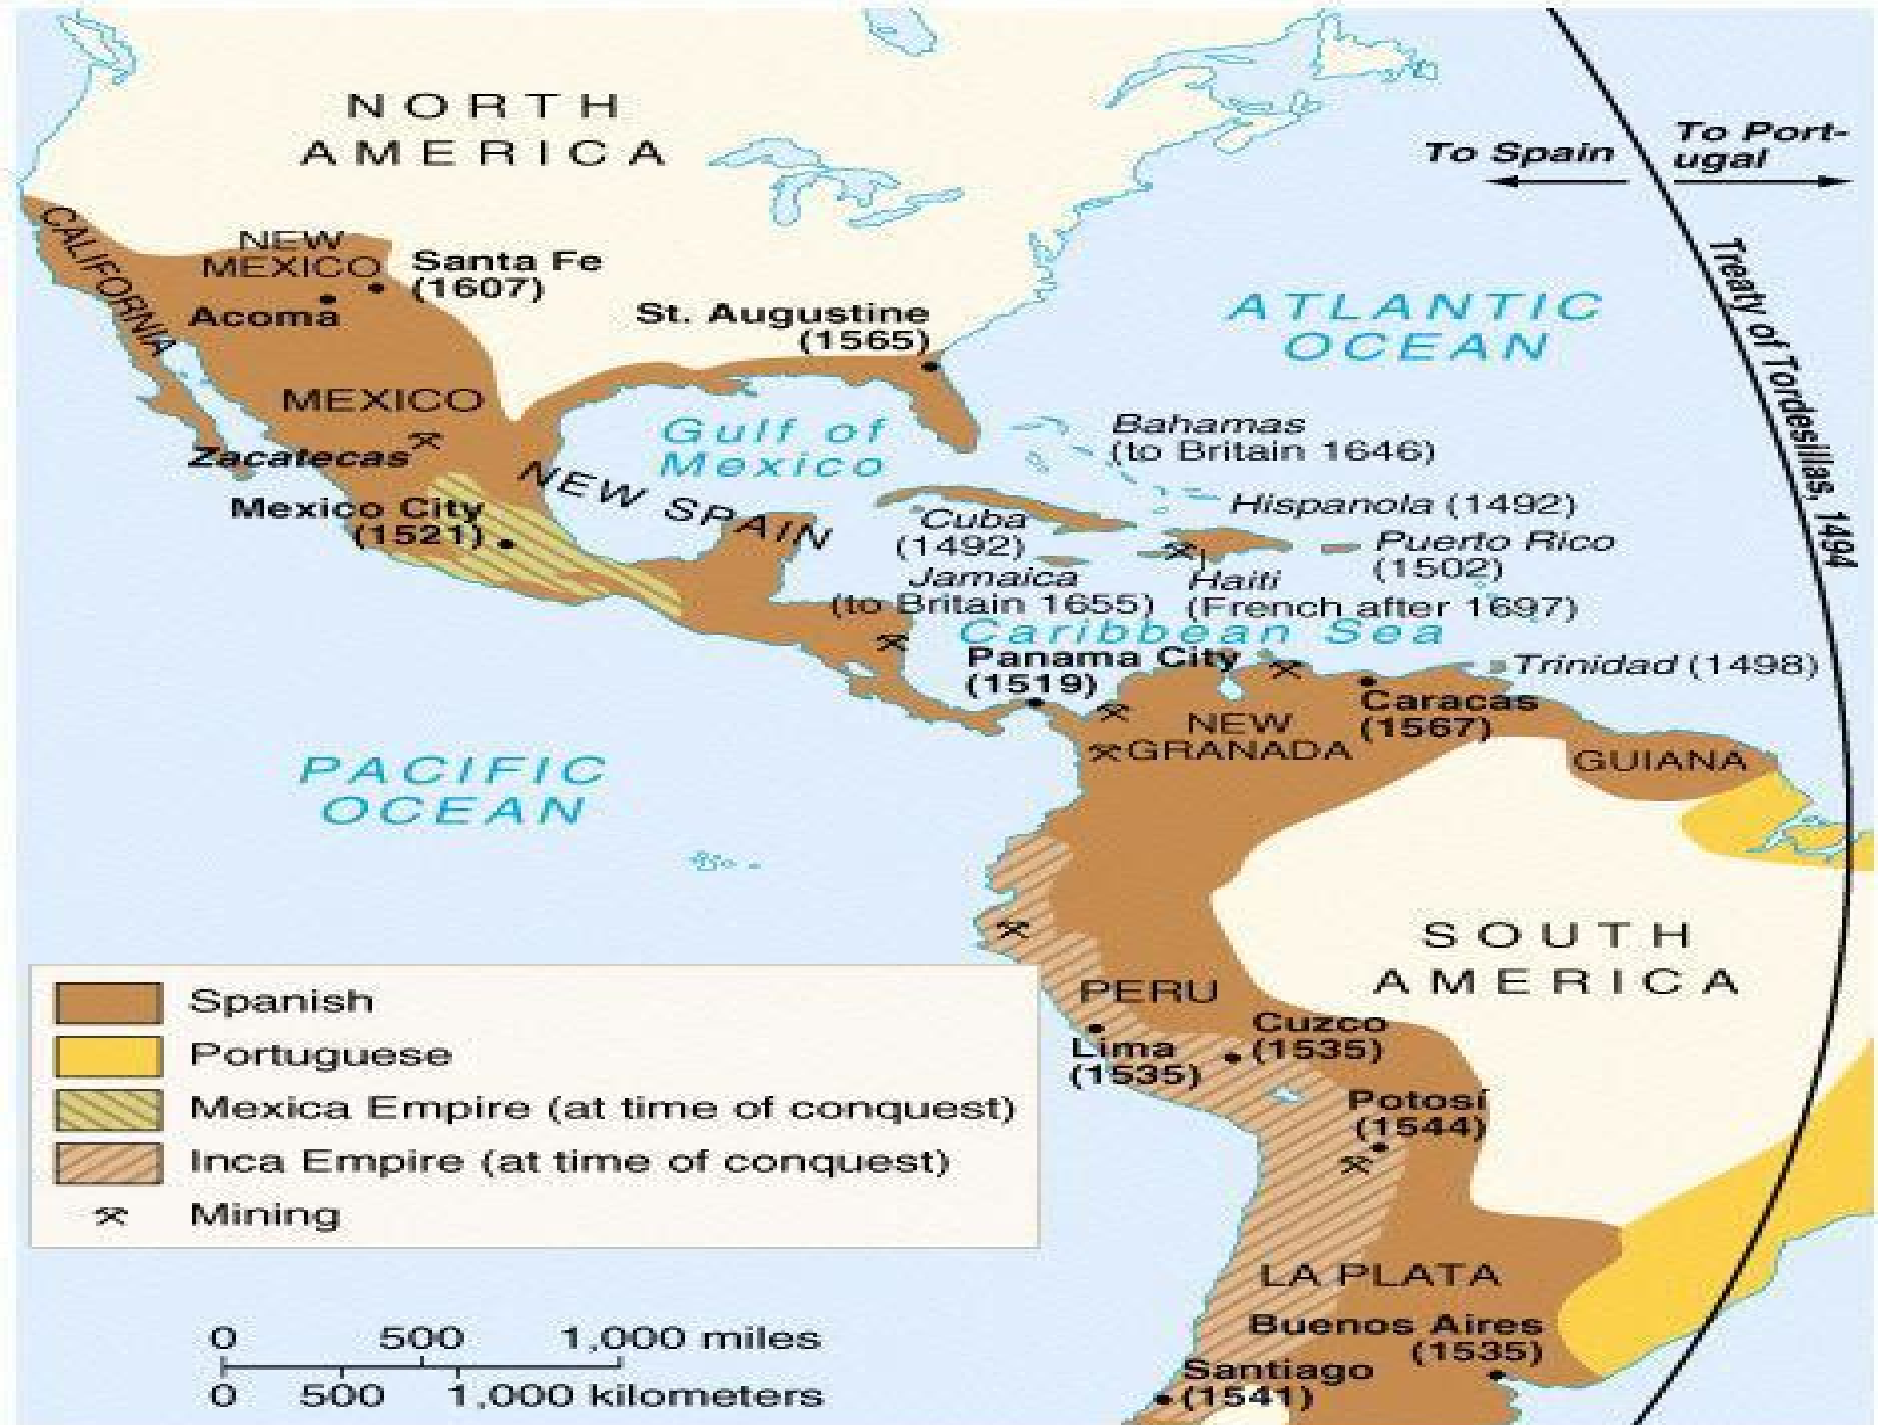 NORTH
AMERICA
To Spain
To Port-
ugal
Treaty of Tordesillas, 1494
CALIFORNIA
NEW
MEXICO
Santa Fe
(1607)
Acoma
St. Augustine
(1565)
ATLANTIC
OCEAN
MEXICO
Zacatecas
Gulf of
Mexico
Bahamas
(to Britain 1646)
NEW SPAIN
Mexico City
(1521)
Cuba
(1492)
Hispanola (1492)
Puerto Rico
(1502)
Jamaica
(to Britain 1655)
Haiti
(French after 1697)
Caribbean Sea
Panama City
(1519)
Trinidad (1498)
Caracas
(1567)
NEW
GRANADA
GUIANA
PACIFIC
OCEAN
SOUTH
AMERICA
PERU
Lima
(1535)
Cuzco
(1535)
Potosí
(1544)
LA PLATA
Buenos Aires
(1535)
Santiago
(1541)
Spanish
Portuguese
Mexica Empire (at time of conquest)
Inca Empire (at time of conquest)
Mining
0 500 1,000 miles
0 500 1,000 kilometers